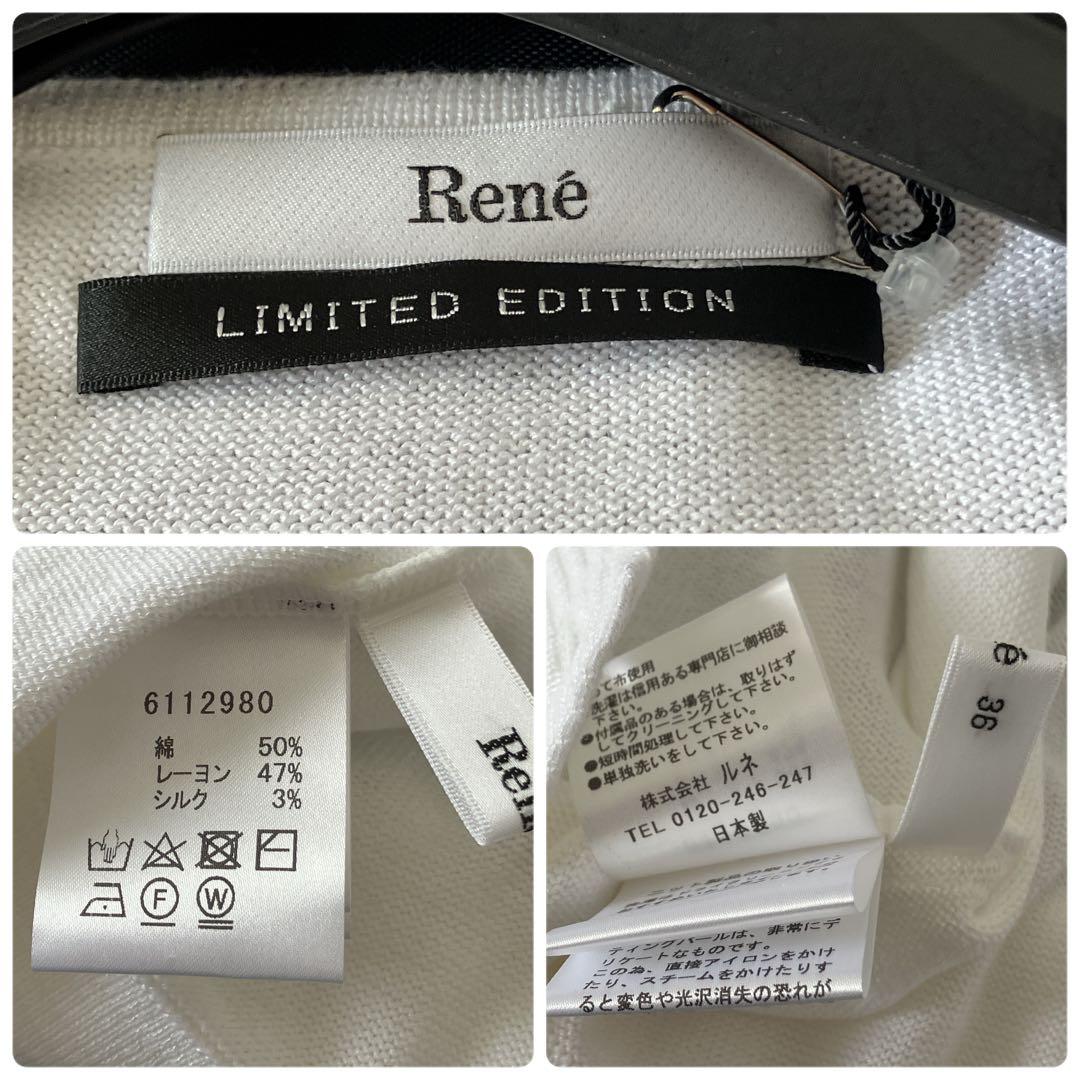 René
LIMITED EDITION
6112980
綿 50%
レーヨン 47%
シルク 3%
F
W
て布使用
洗濯は信用ある専門店に御相談
下さい。
●付属品のある場合は、取りはず
してクリーニングして下さい。
●短時間処理して下さい。
●単独洗いをして下さい。
株式会社 ルネ
TEL 0120-246-247
日本製
é 36
ティングパールは、非常にデ
リケートなものです。
この為、直接アイロンをかけ
たり、スチームをかけたりす
ると変色や光沢消失の恐れが